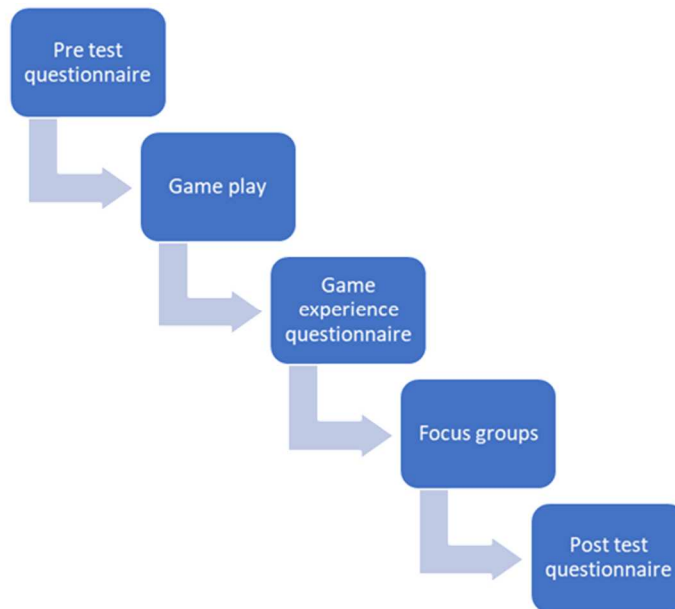 Pre test
questionnaire
Game play
Game
experience
questionnaire
Focus groups
Post test
questionnaire